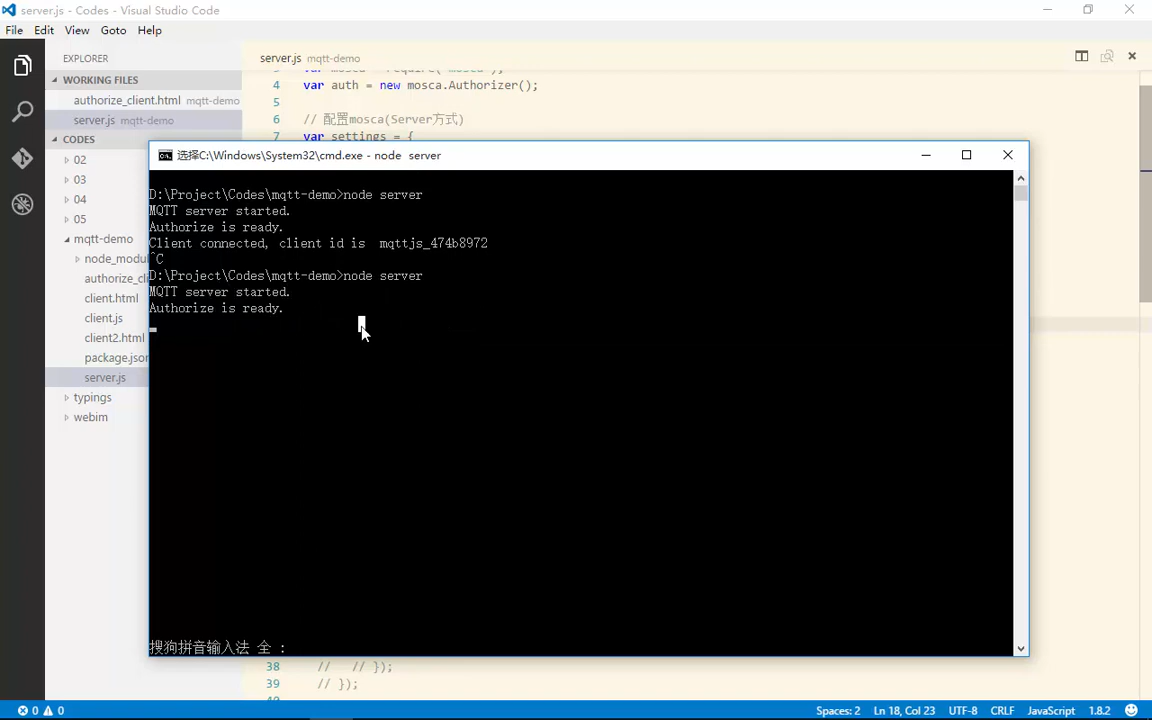 server.js - Codes - Visual Studio Code
File Edit View Goto Help
EXPLORER
WORKING FILES
authorize_client.html mqtt-demo
server.js mqtt-demo
CODES
02
03
04
05
mqtt-demo
node_modu
authorize_cl
client.html
client.js
client2.html
package.json
server.js
typings
webim
server.js mqtt-demo
4 var auth = new mosca.Authorizer();
5
6 // 配置mosca(Server方式)
7 var settings = {
选择C:\Windows\System32\cmd.exe - node server
D:\Project\Codes\mqtt-demo>node server
MQTT server started.
Authorize is ready.
Client connected, client id is mqttjs_474b8972
^C
D:\Project\Codes\mqtt-demo>node server
MQTT server started.
Authorize is ready.
搜狗拼音输入法 全 :
38 // // });
39 // });
0 0
Spaces: 2 Ln 18, Col 23 UTF-8 CRLF JavaScript 1.8.2